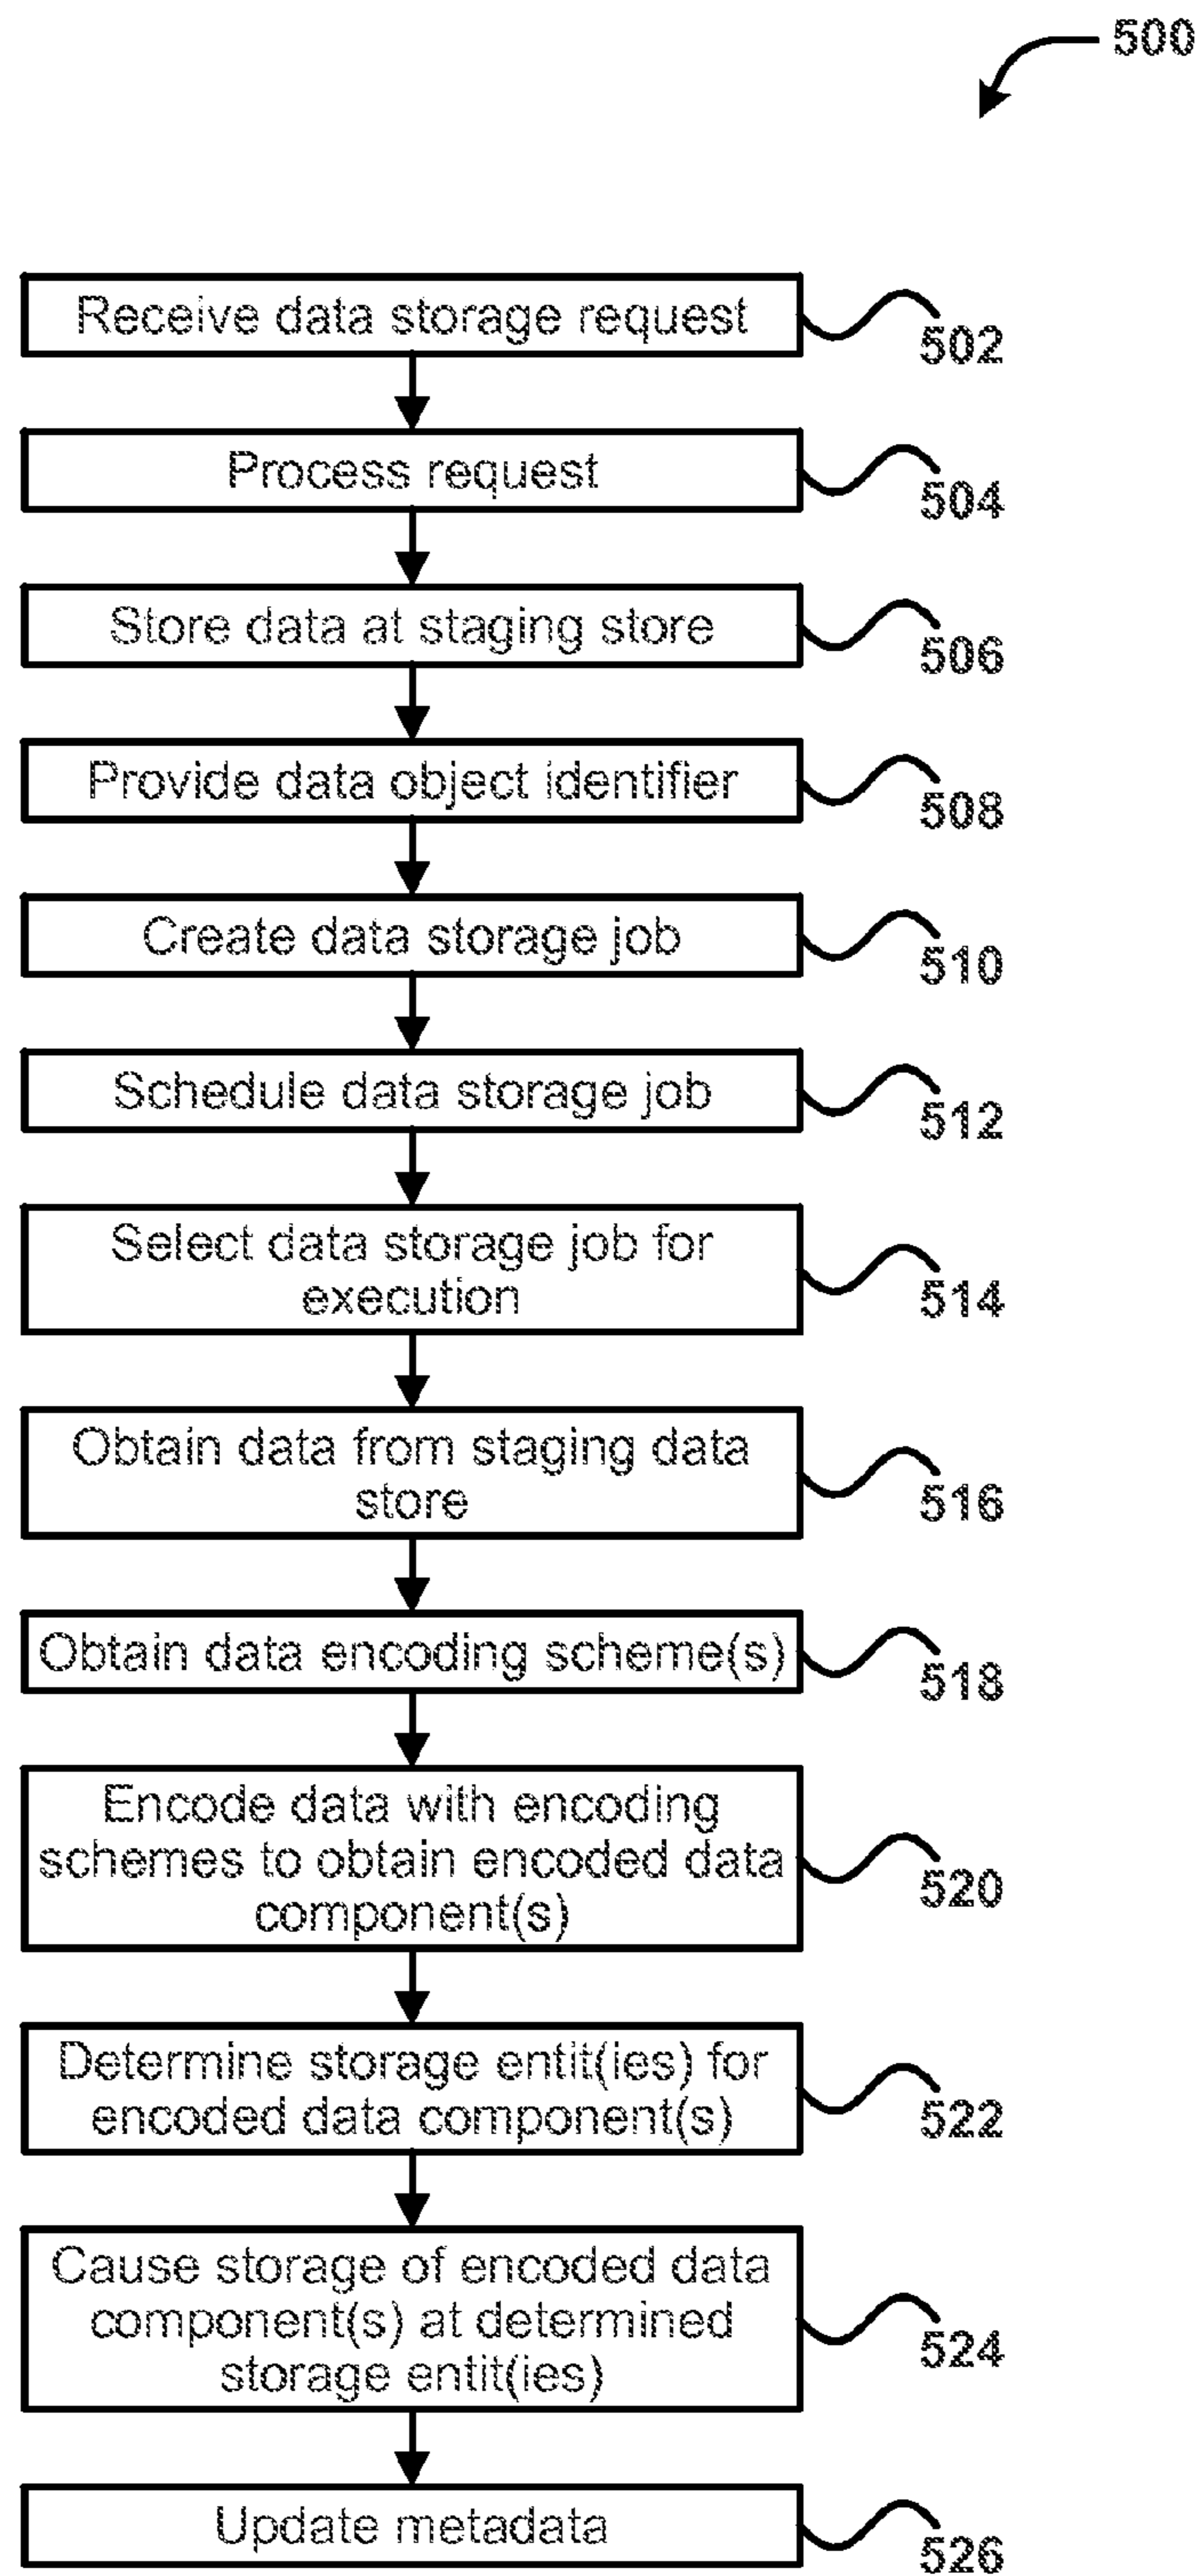 500
Receive data storage request
502
Process request
504
Store data at staging store
506
Provide data object identifier
508
Create data storage job
510
Schedule data storage job
512
Select data storage job for
execution
514
Obtain data from staging data
store
516
Obtain data encoding scheme(s)
518
Encode data with encoding
schemes to obtain encoded data
component(s)
520
Determine storage entit(ies) for
encoded data component(s)
522
Cause storage of encoded data
component(s) at determined
storage entit(ies)
524
Update metadata
526